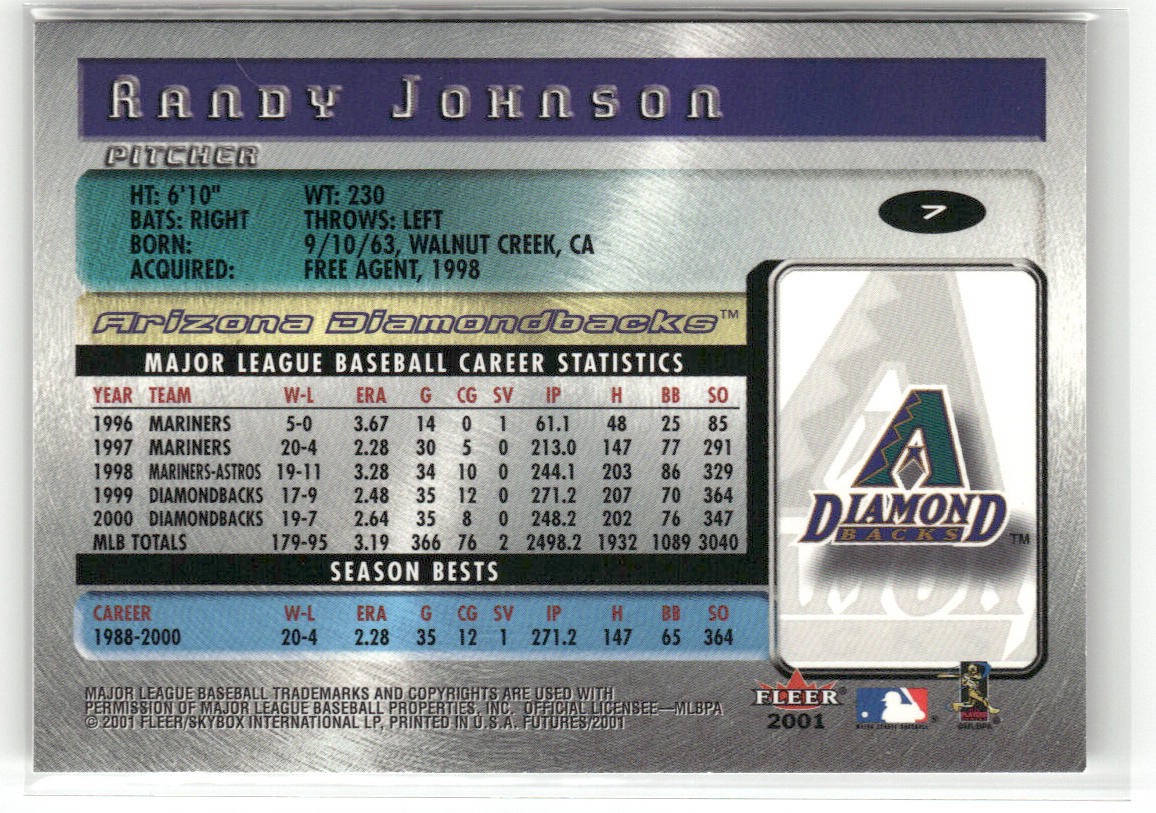 Randy Johnson
PITCHER
HT: 6'10" WT: 230
BATS: RIGHT THROWS: LEFT
BORN: 9/10/63, WALNUT CREEK, CA
ACQUIRED: FREE AGENT, 1998
7
Arizona Diamondbacks™
MAJOR LEAGUE BASEBALL CAREER STATISTICS
YEAR TEAM W-L ERA G CG SV IP H BB SO
1996 MARINERS 5-0 3.67 14 0 1 61.1 48 25 85
1997 MARINERS 20-4 2.28 30 5 0 213.0 147 77 291
1998 MARINERS-ASTROS 19-11 3.28 34 10 0 244.1 203 86 329
1999 DIAMONDBACKS 17-9 2.48 35 12 0 271.2 207 70 364
2000 DIAMONDBACKS 19-7 2.64 35 8 0 248.2 202 76 347
MLB TOTALS 179-95 3.19 366 76 2 2498.2 1932 1089 3040
SEASON BESTS
CAREER W-L ERA G CG SV IP H BB SO
1988-2000 20-4 2.28 35 12 1 271.2 147 65 364
DIAMOND
BACKS TM
MAJOR LEAGUE BASEBALL TRADEMARKS AND COPYRIGHTS ARE USED WITH
PERMISSION OF MAJOR LEAGUE BASEBALL PROPERTIES, INC. OFFICIAL LICENSEE—MLBPA
© 2001 FLEER/SKYBOX INTERNATIONAL LP, PRINTED IN U.S.A. FUTURES/2001
FLEER
2001
MAJOR LEAGUE BASEBALL
PLAYERS